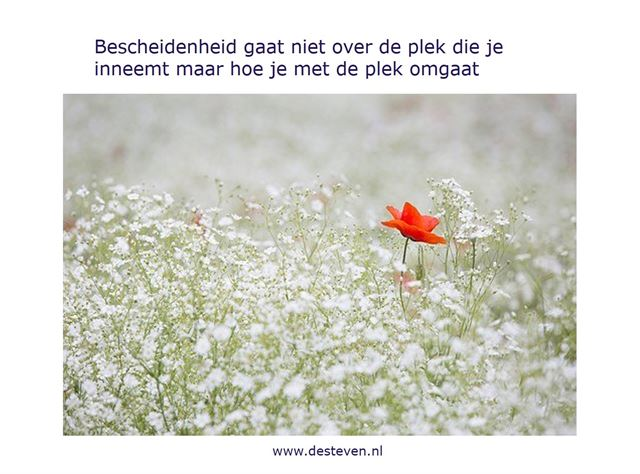 Bescheidenheid gaat niet over de plek die je
inneemt maar hoe je met de plek omgaat
www.desteven.nl